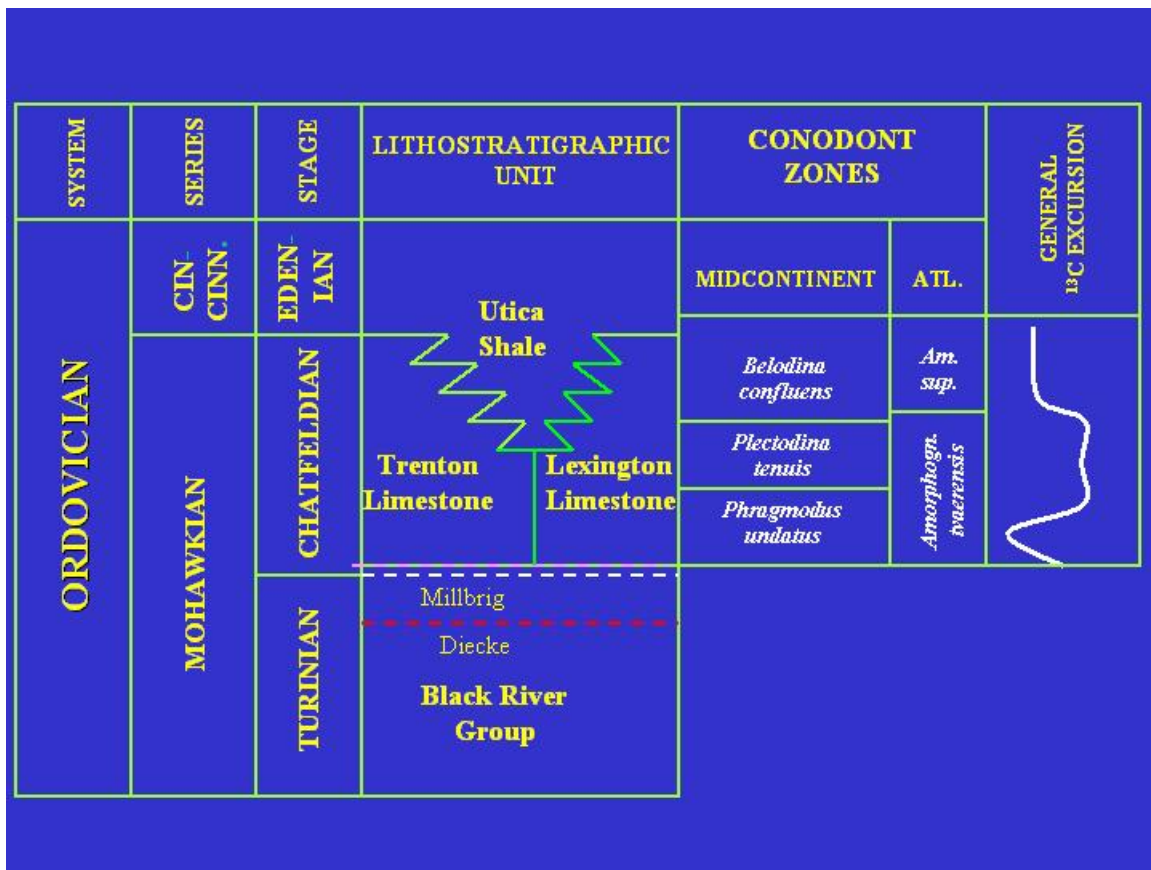 SYSTEM
SERIES
STAGE
LITHOSTRATIGRAPHIC
UNIT
CONODONT
ZONES
GENERAL
¹³C EXCURSION
CIN-
CINN.
EDEN-
IAN
MIDCONTINENT
ATL.
Utica
Shale
ORDOVICIAN
MOHAWKIAN
CHATFELDIAN
Belodina
confluens
Am.
sup.
Trenton
Limestone
Lexington
Limestone
Plectodina
tenuis
Phragmodus
undatus
Amorphogn.
tvaerensis
TURINIAN
Millbrig
Diecke
Black River
Group